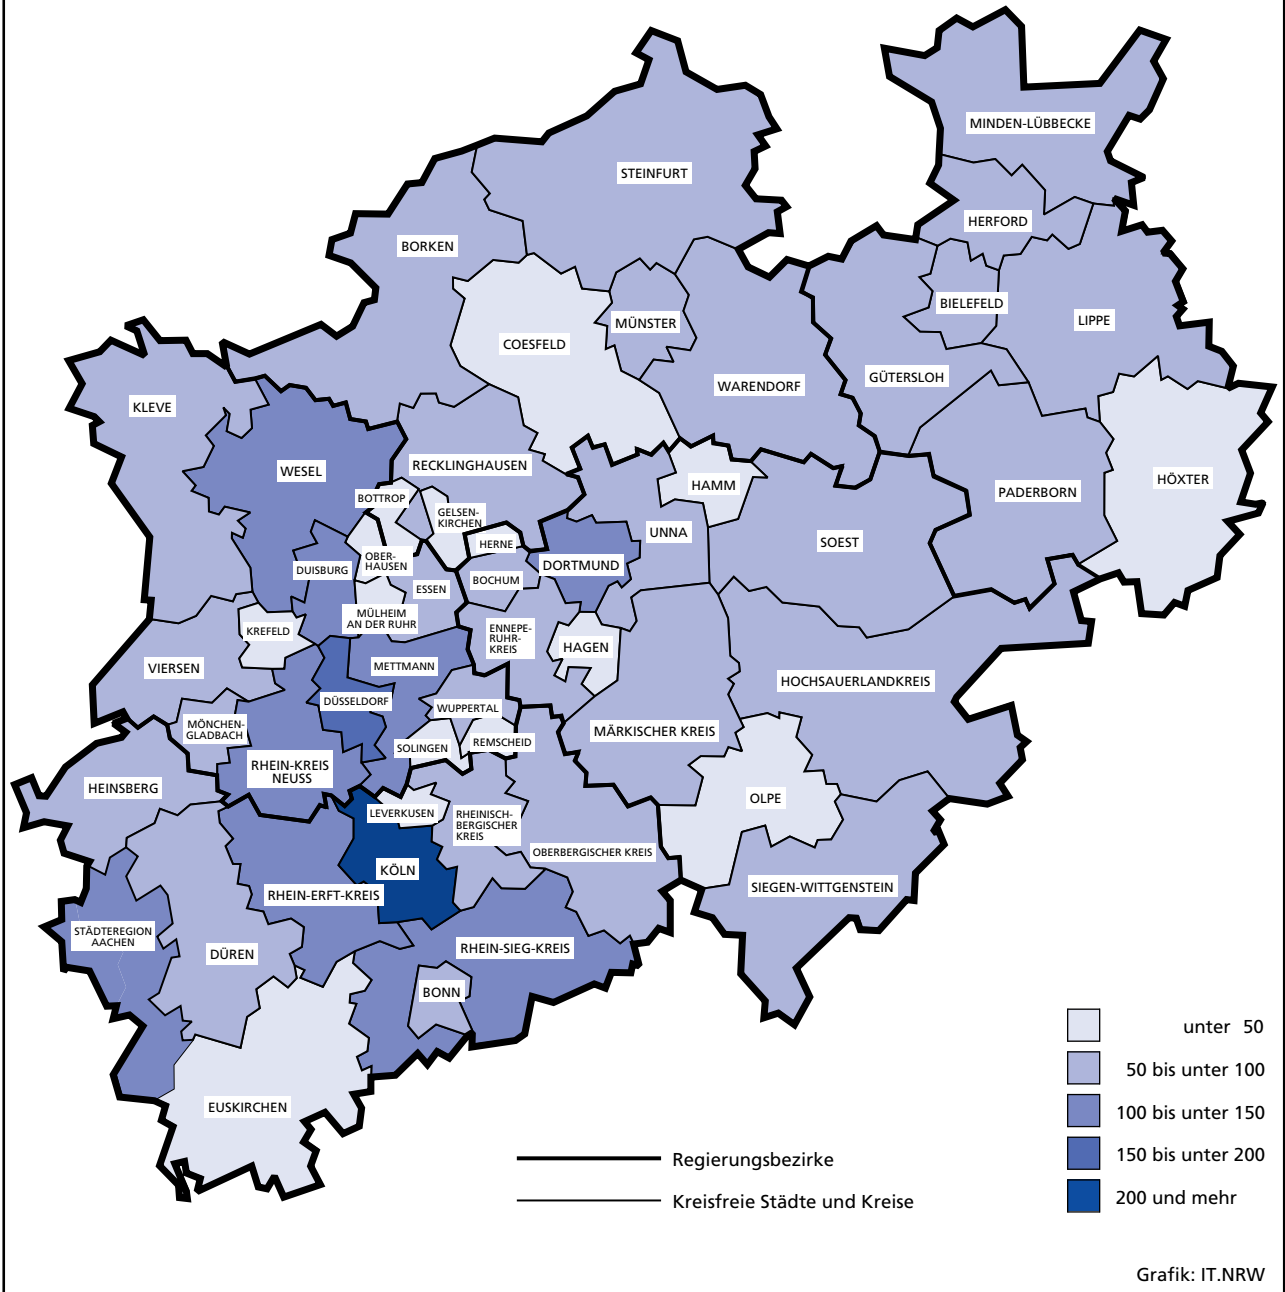 MINDEN-LÜBBECKE
STEINFURT
HERFORD
BORKEN
BIELEFELD
LIPPE
MÜNSTER
COESFELD
GÜTERSLOH
WARENDORF
KLEVE
RECKLINGHAUSEN
WESEL
HÖXTER
HAMM
PADERBORN
BOTTROP
GELSEN-
KIRCHEN
UNNA
SOEST
HERNE
OBER-
HAUSEN
DORTMUND
DUISBURG
BOCHUM
ESSEN
MÜLHEIM
AN DER RUHR
KREFELD
ENNEPE-
RUHR-
KREIS
HAGEN
METTMANN
VIERSEN
HOCHSAUERLANDKREIS
DÜSSELDORF
WUPPERTAL
MÖNCHEN-
GLADBACH
MÄRKISCHER KREIS
SOLINGEN
REMSCHEID
RHEIN-KREIS
NEUSS
HEINSBERG
OLPE
LEVERKUSEN
RHEINISCH-
BERGISCHER
KREIS
OBERBERGISCHER KREIS
KÖLN
SIEGEN-WITTGENSTEIN
RHEIN-ERFT-KREIS
STÄDTEREGION
AACHEN
RHEIN-SIEG-KREIS
DÜREN
BONN
EUSKIRCHEN
unter 50
50 bis unter 100
100 bis unter 150
150 bis unter 200
200 und mehr
Regierungsbezirke
Kreisfreie Städte und Kreise
Grafik: IT.NRW